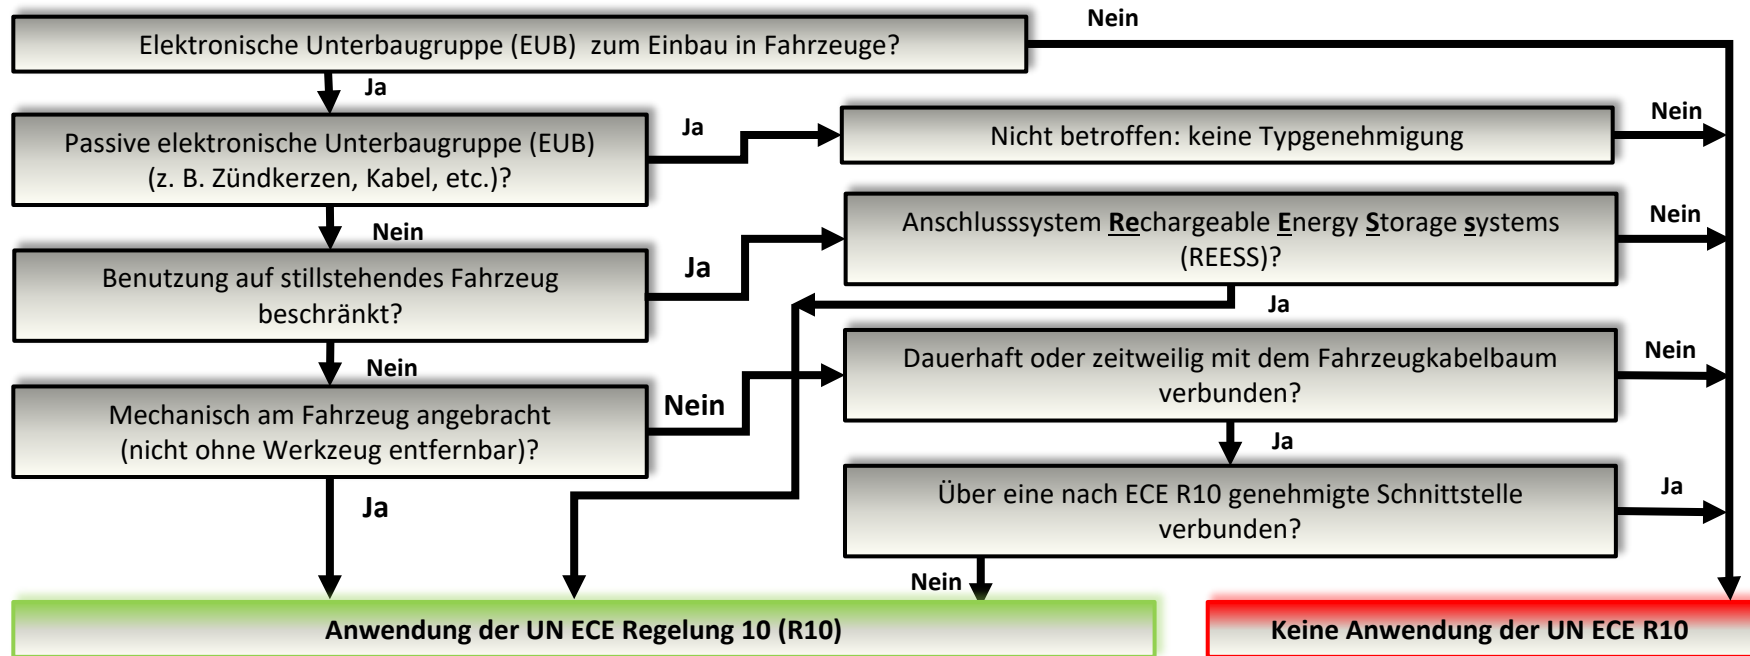 Nein
Elektronische Unterbaugruppe (EUB) zum Einbau in Fahrzeuge?
Ja
Passive elektronische Unterbaugruppe (EUB)
(z. B. Zündkerzen, Kabel, etc.)?
Ja
Nicht betroffen: keine Typgenehmigung
Nein
Nein
Benutzung auf stillstehendes Fahrzeug
beschränkt?
Ja
Anschlusssystem Rechargeable Energy Storage systems
(REESS)?
Nein
Ja
Nein
Mechanisch am Fahrzeug angebracht
(nicht ohne Werkzeug entfernbar)?
Nein
Dauerhaft oder zeitweilig mit dem Fahrzeugkabelbaum
verbunden?
Nein
Ja
Ja
Über eine nach ECE R10 genehmigte Schnittstelle
verbunden?
Ja
Nein
Anwendung der UN ECE Regelung 10 (R10)
Keine Anwendung der UN ECE R10